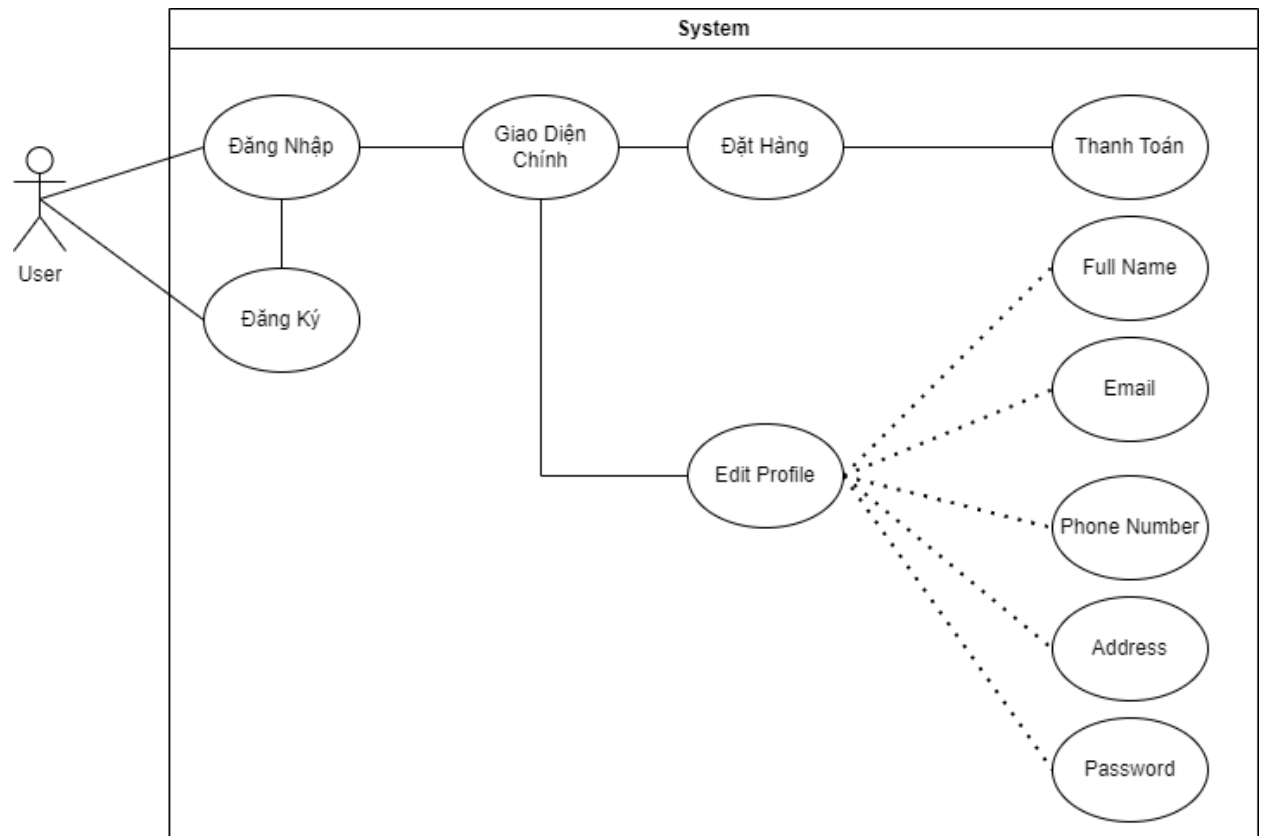 System
Đăng Nhập
Giao Diện
Chính
Đặt Hàng
Thanh Toán
User
Đăng Ký
Full Name
Email
Edit Profile
Phone Number
Address
Password